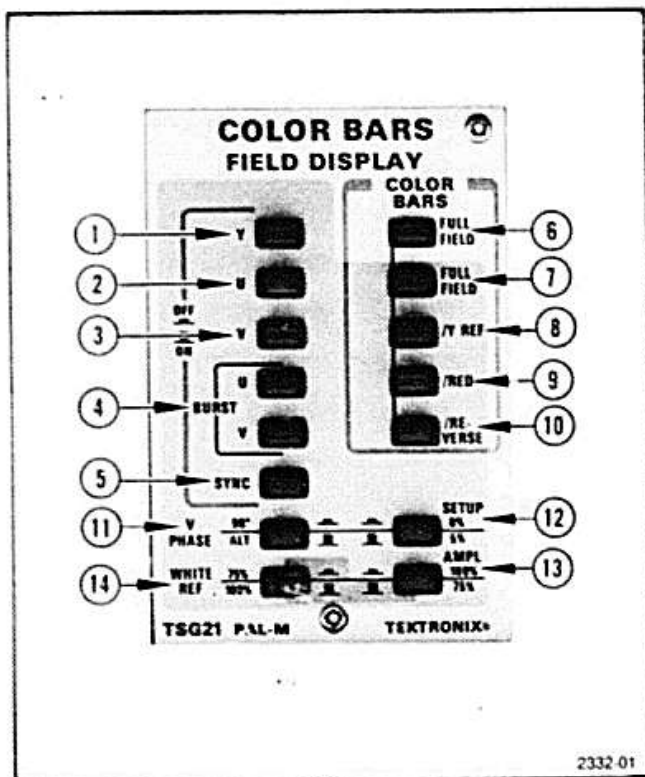 COLOR BARS
FIELD DISPLAY
COLOR
BARS
1 Y
2 U
3 V
OFF
ON
U
4 BURST
V
5 SYNC
FULL
FIELD 6
FULL
FIELD 7
/Y REF 8
/RED 9
/RE-
VERSE 10
11 V
PHASE
90°
ALT
SETUP
0%
5%
12
14 WHITE
REF
75%
100%
AMPL
100%
75%
13
TSG21 PAL-M
TEKTRONIX®
2332-01